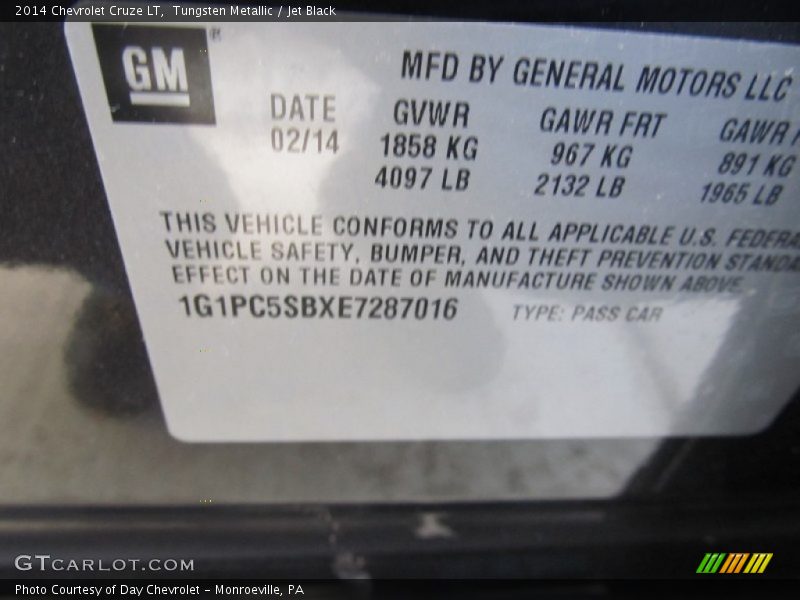 2014 Chevrolet Cruze LT, Tungsten Metallic / Jet Black
GM
MFD BY GENERAL MOTORS LLC
DATE GVWR GAWR FRT GAWR
02/14 1858 KG 967 KG 891 KG
4097 LB 2132 LB 1965 LB
THIS VEHICLE CONFORMS TO ALL APPLICABLE U.S. FEDERA
VEHICLE SAFETY, BUMPER, AND THEFT PREVENTION STANDA
EFFECT ON THE DATE OF MANUFACTURE SHOWN ABOVE.
1G1PC5SBXE7287016 TYPE: PASS CAR
GTCARLOT.COM
Photo Courtesy of Day Chevrolet – Monroeville, PA